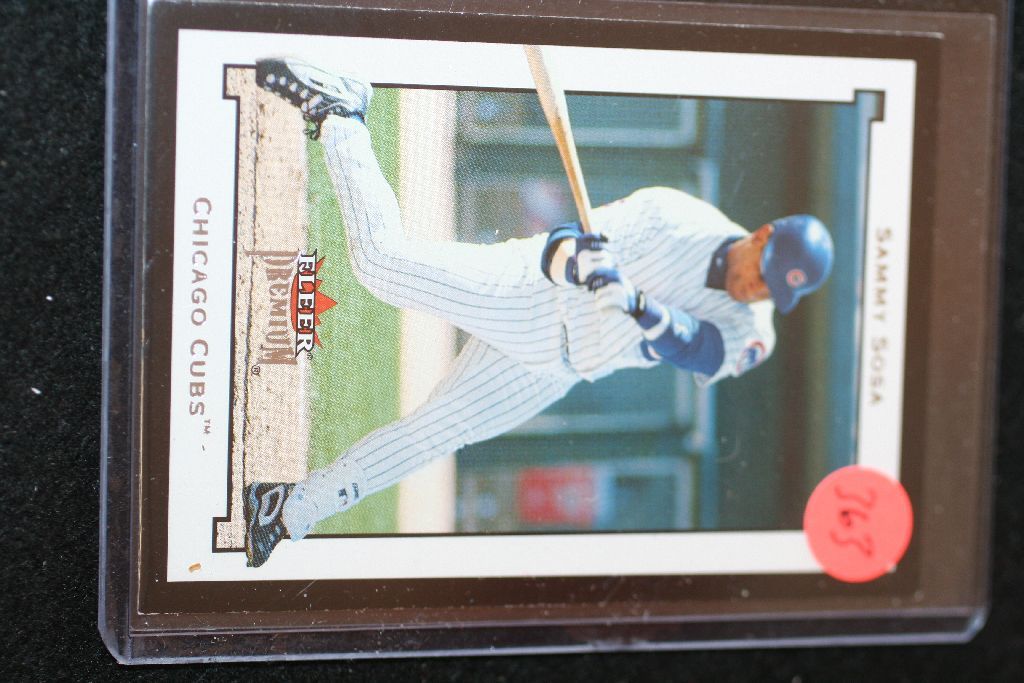 SAMMY SOSA
FLEER®
PREMIUM®
CHICAGO CUBS™
363